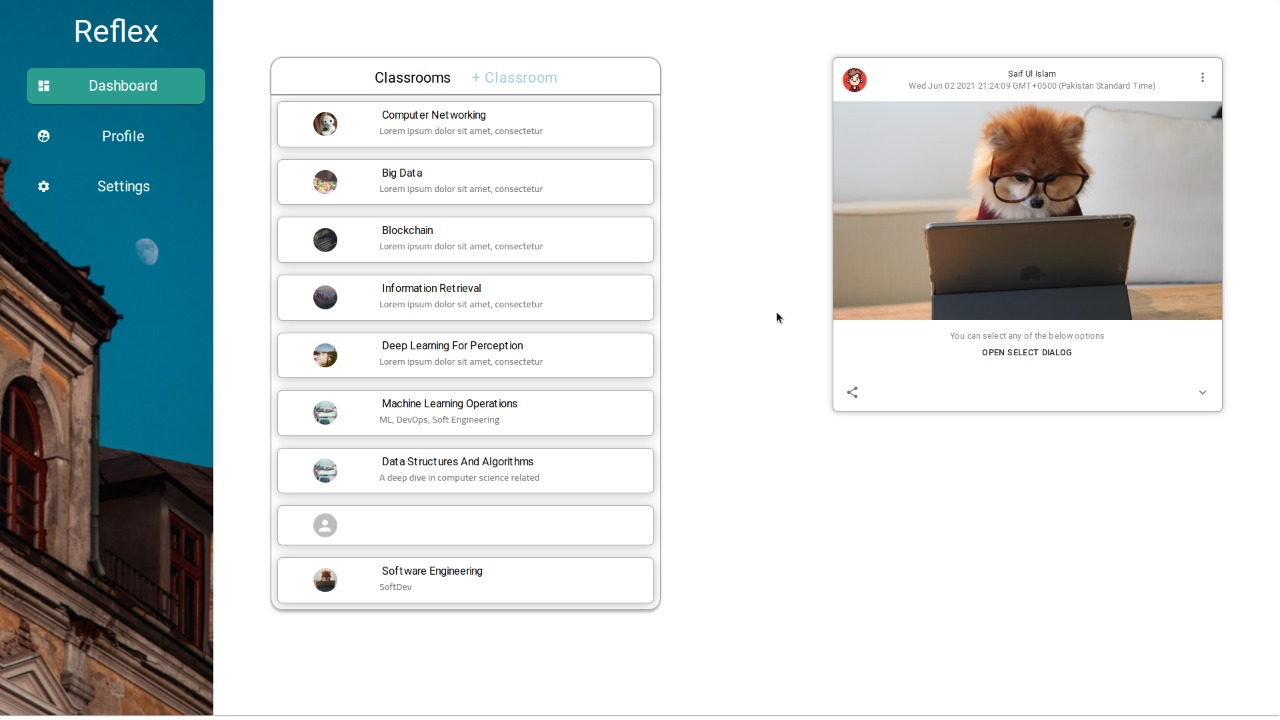 Reflex
Dashboard
Profile
Settings
Classrooms + Classroom
Computer Networking
Lorem ipsum dolor sit amet, consectetur
Big Data
Lorem ipsum dolor sit amet, consectetur
Blockchain
Lorem ipsum dolor sit amet, consectetur
Information Retrieval
Lorem ipsum dolor sit amet, consectetur
Deep Learning For Perception
Lorem ipsum dolor sit amet, consectetur
Machine Learning Operations
ML, DevOps, Soft Engineering
Data Structures And Algorithms
A deep dive in computer science related
Software Engineering
SoftDev
Saif Ul Islam
Wed Jun 02 2021 21:24:09 GMT+0500 (Pakistan Standard Time)
You can select any of the below options
OPEN SELECT DIALOG